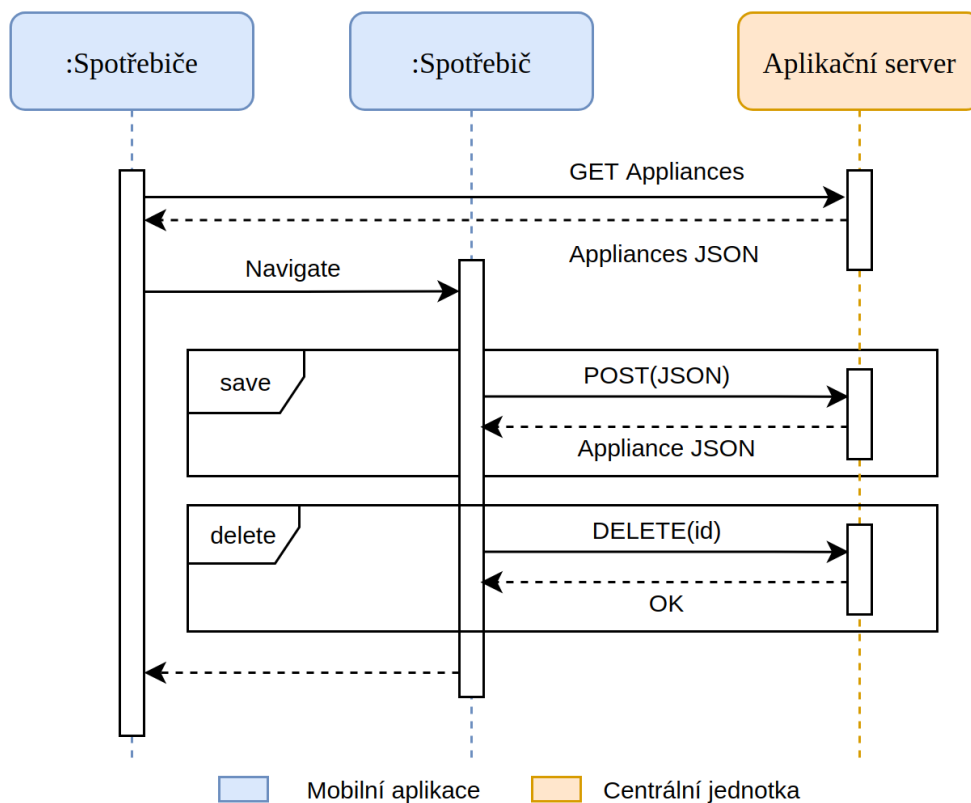 :Spotřebiče
:Spotřebič
Aplikační server
GET Appliances
Appliances JSON
Navigate
save
POST(JSON)
Appliance JSON
delete
DELETE(id)
OK
Mobilní aplikace
Centrální jednotka